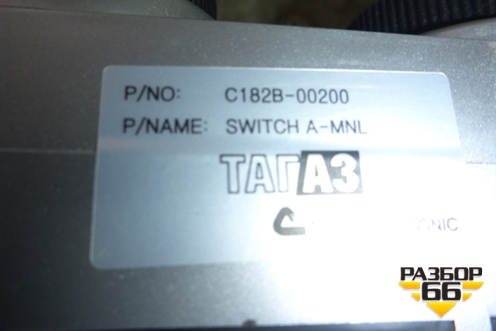 P/NO: C182B-00200
P/NAME: SWITCH A-MNL
ТАГАЗ
РАЗБОР
66